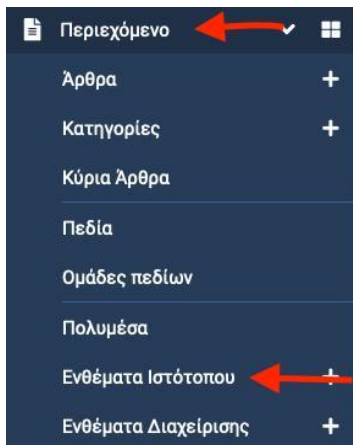 Περιεχόμενο
Άρθρα
Κατηγορίες
Κύρια Άρθρα
Πεδία
Ομάδες πεδίων
Πολυμέσα
Ενθέματα Ιστότοπου
Ενθέματα Διαχείρισης